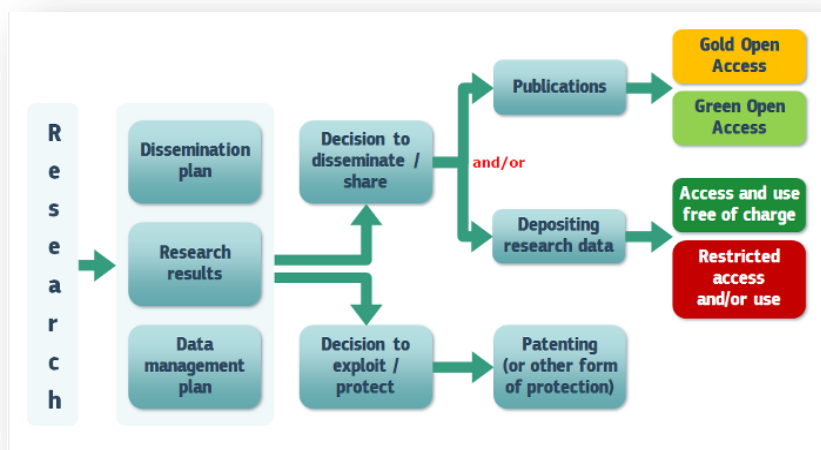 Research
Dissemination
plan
Research
results
Data
management
plan
Decision to
disseminate /
share
Decision to
exploit /
protect
and/or
Publications
Depositing
research data
Patenting
(or other form
of protection)
Gold Open
Access
Green Open
Access
Access and use
free of charge
Restricted
access
and/or use